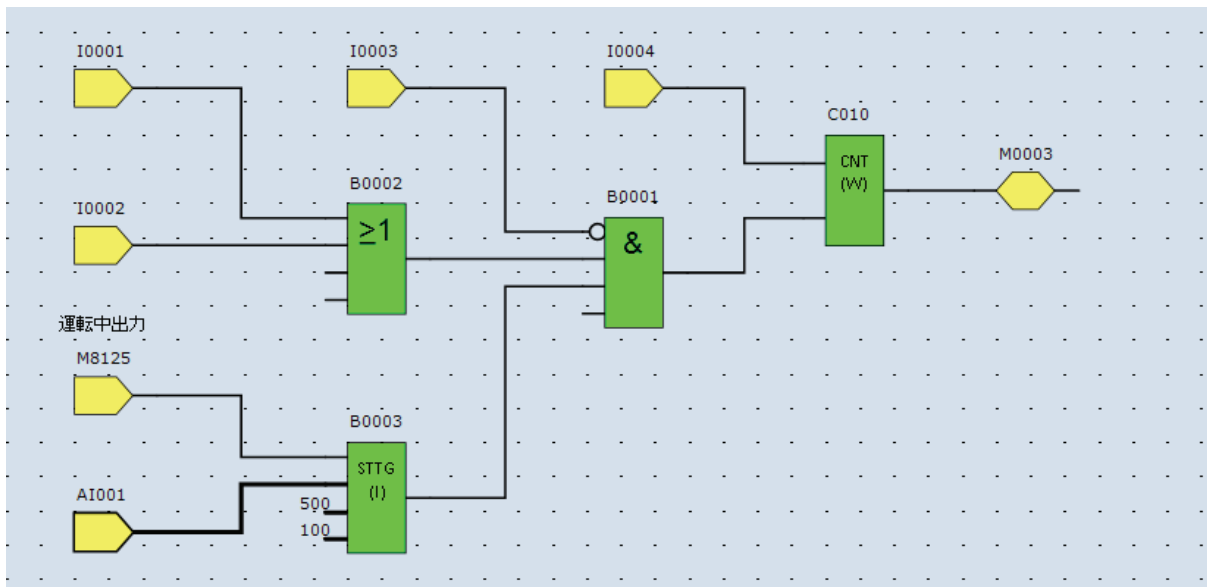 I0001
I0003
I0004
C010
CNT
(W)
M0003
B0002
≥1
I0002
B0001
&
運転中出力
M8125
B0003
STTG
(I)
AI001
500
100